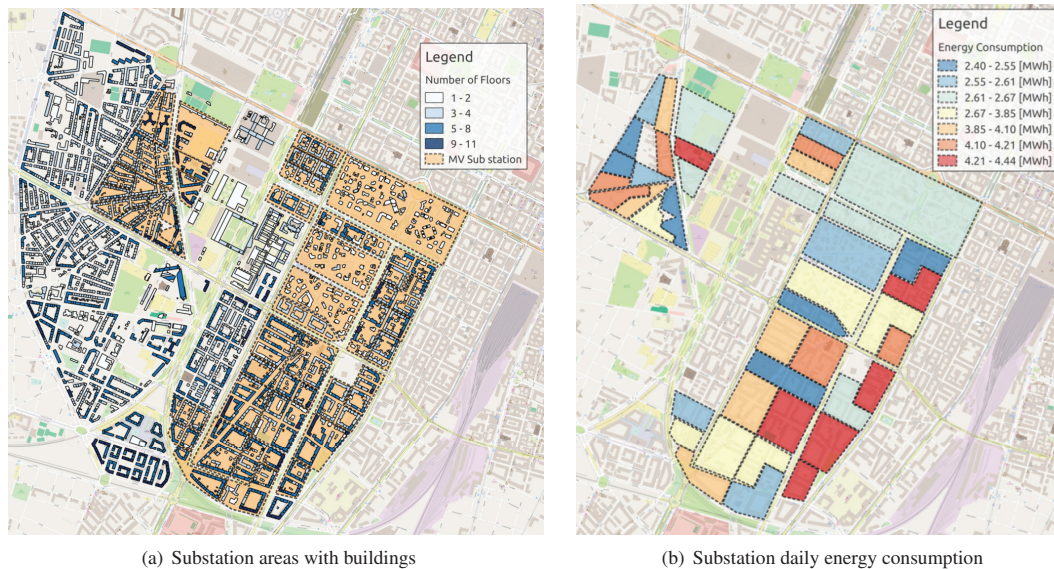 Legend
Number of Floors
1 - 2
3 - 4
5 - 8
9 - 11
MV Sub station
Legend
Energy Consumption
2.40 - 2.55 [MWh]
2.55 - 2.61 [MWh]
2.61 - 2.67 [MWh]
2.67 - 3.85 [MWh]
3.85 - 4.10 [MWh]
4.10 - 4.21 [MWh]
4.21 - 4.44 [MWh]
(a) Substation areas with buildings
(b) Substation daily energy consumption